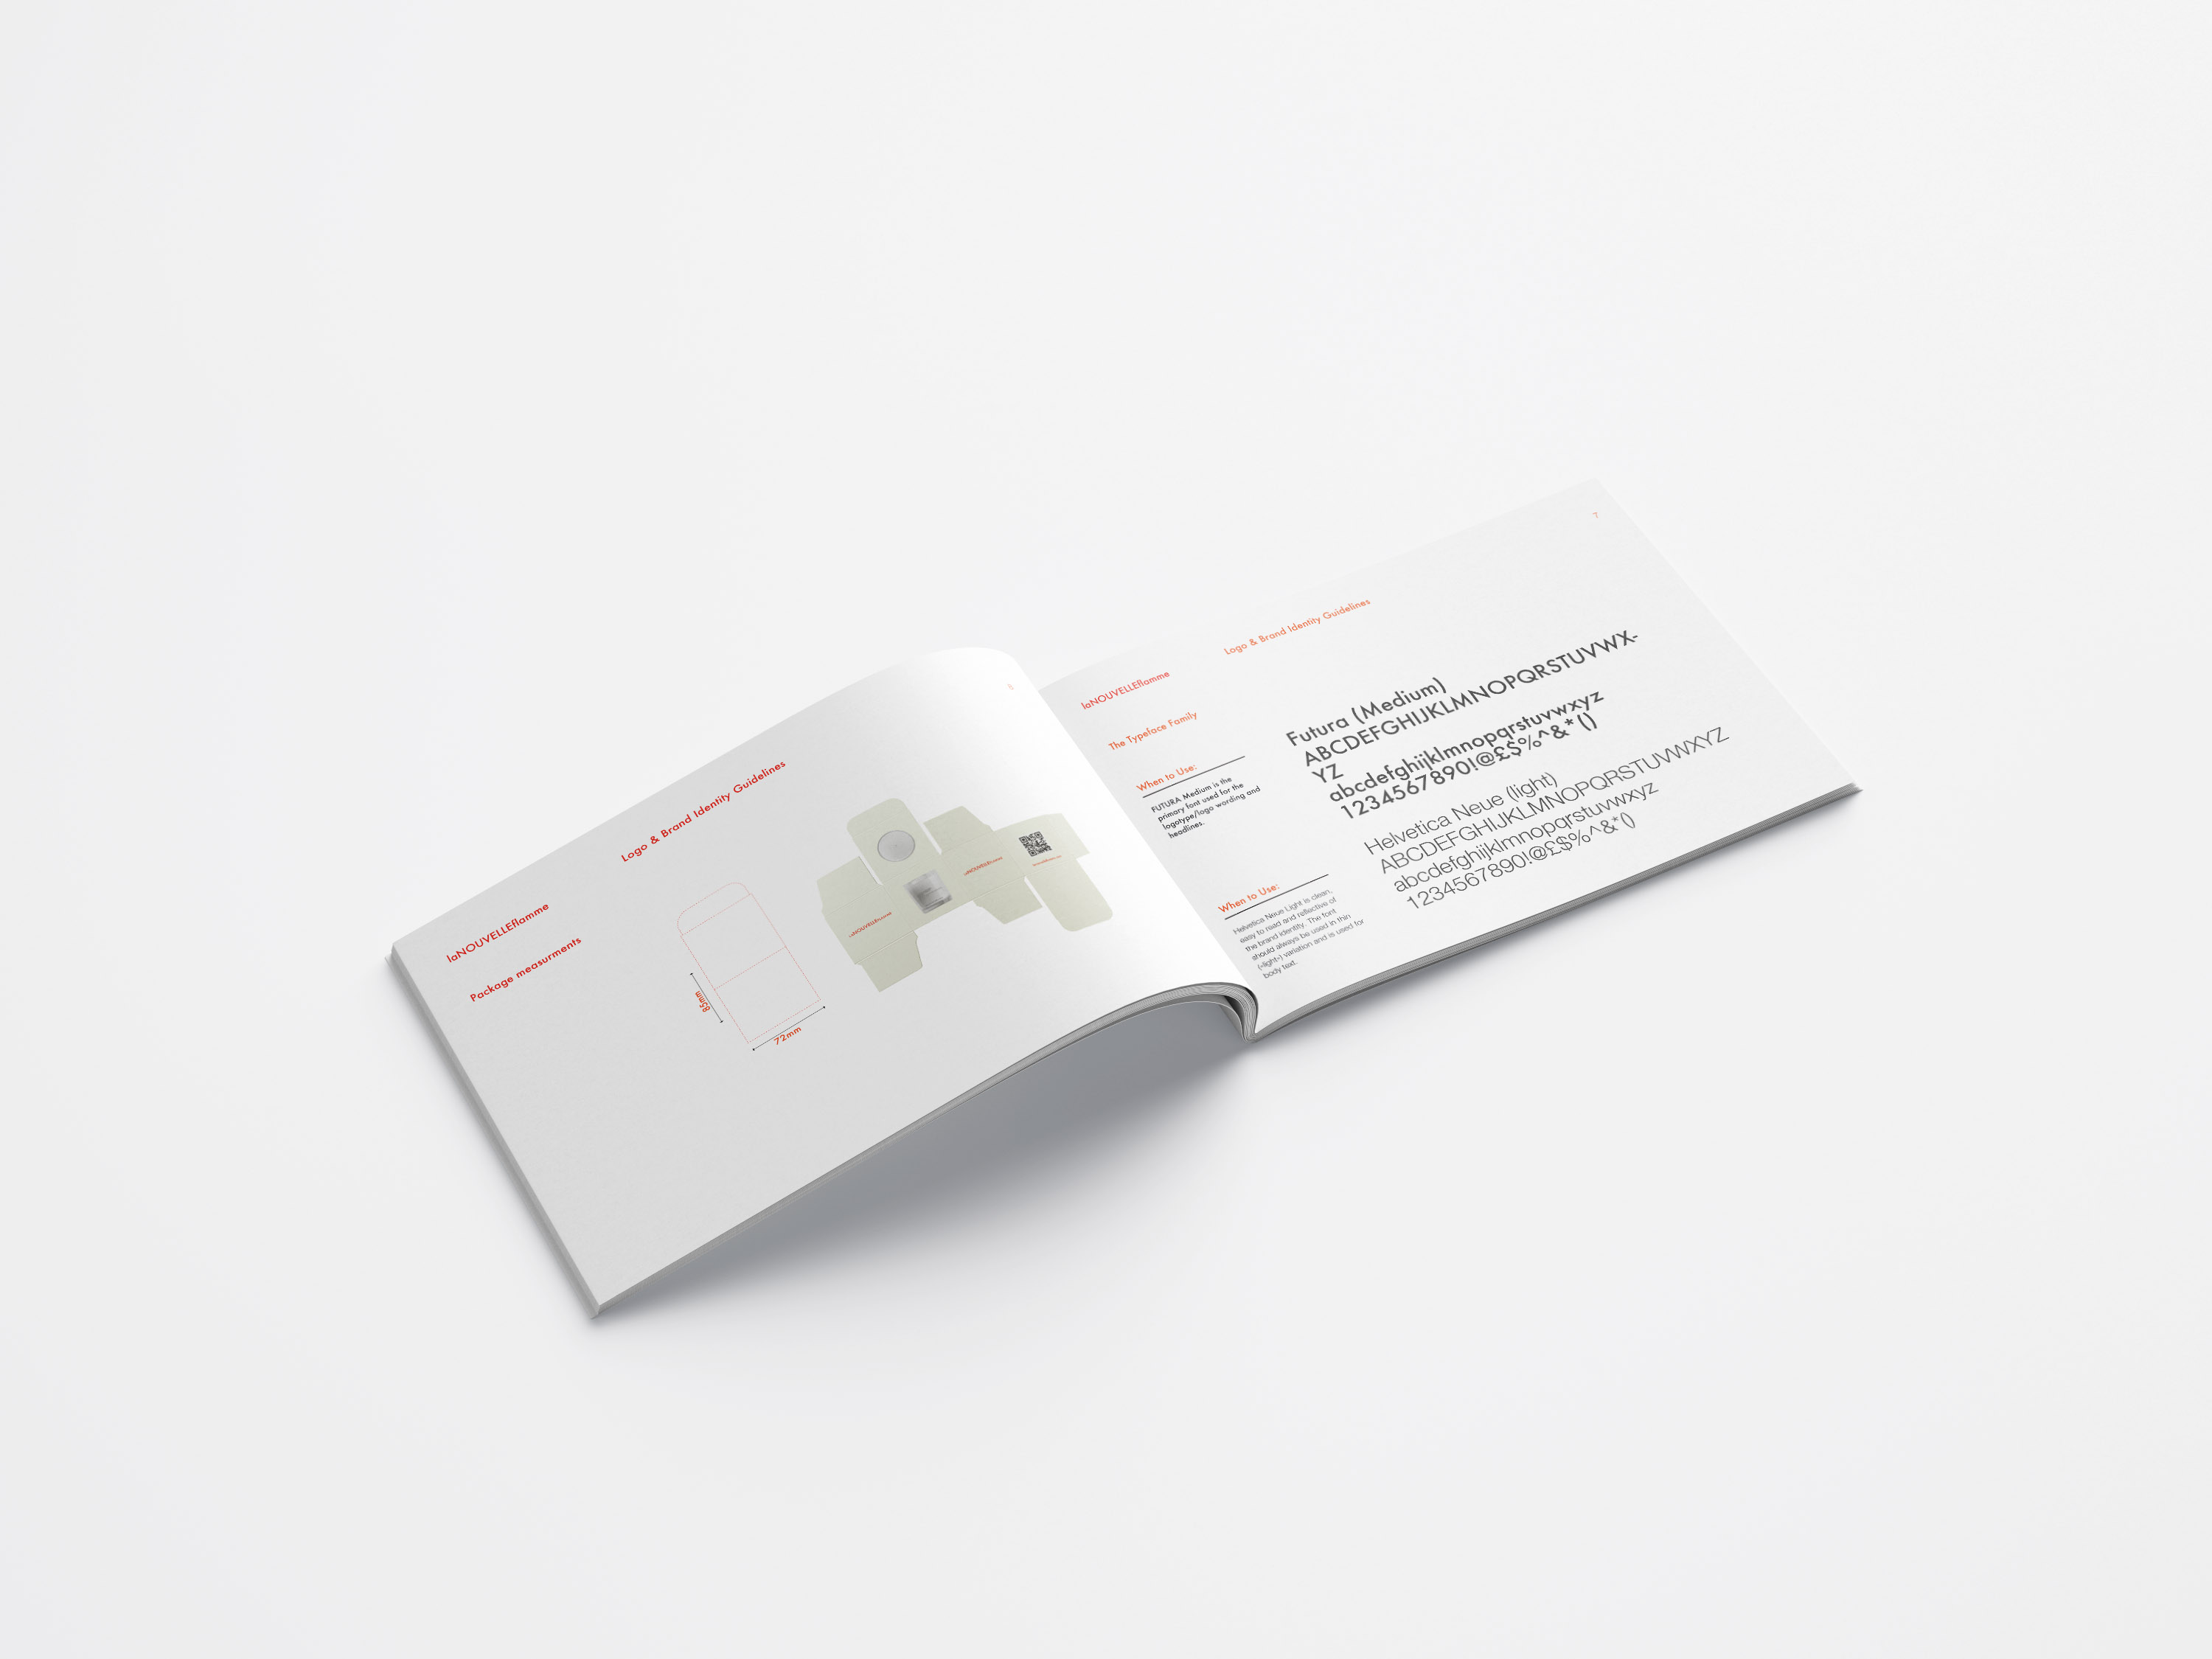 Logo & Brand Identity Guidelines
laNOUVELLEflamme
Package measurments
85mm
72mm
laNOUVELLEflamme
laNOUVELLEflamme
7
Logo & Brand Identity Guidelines
laNOUVELLEflamme
The Typeface Family
When to Use:
FUTURA Medium is the
primary font used for the
logotype/logo wording and
headlines.
When to Use:
Helvetica Neue Light is clean,
easy to read and reflective of
the brand identity. The font
should always be used in thin
(«light») variation and is used for
body text.
Futura (Medium)
ABCDEFGHIJKLMNOPQRSTUVWX-
YZ
abcdefghijklmnopqrstuvwxyz
1234567890!@£$%^&*()
Helvetica Neue (light)
ABCDEFGHIJKLMNOPQRSTUVWXYZ
abcdefghijklmnopqrstuvwxyz
1234567890!@£$%^&*()